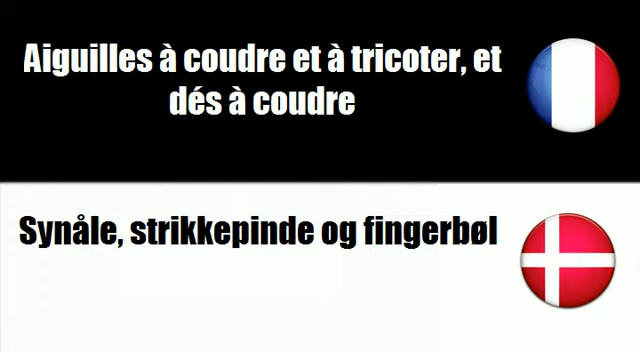 Aiguilles à coudre et à tricoter, et
dés à coudre
Synåle, strikkepinde og fingerbøl